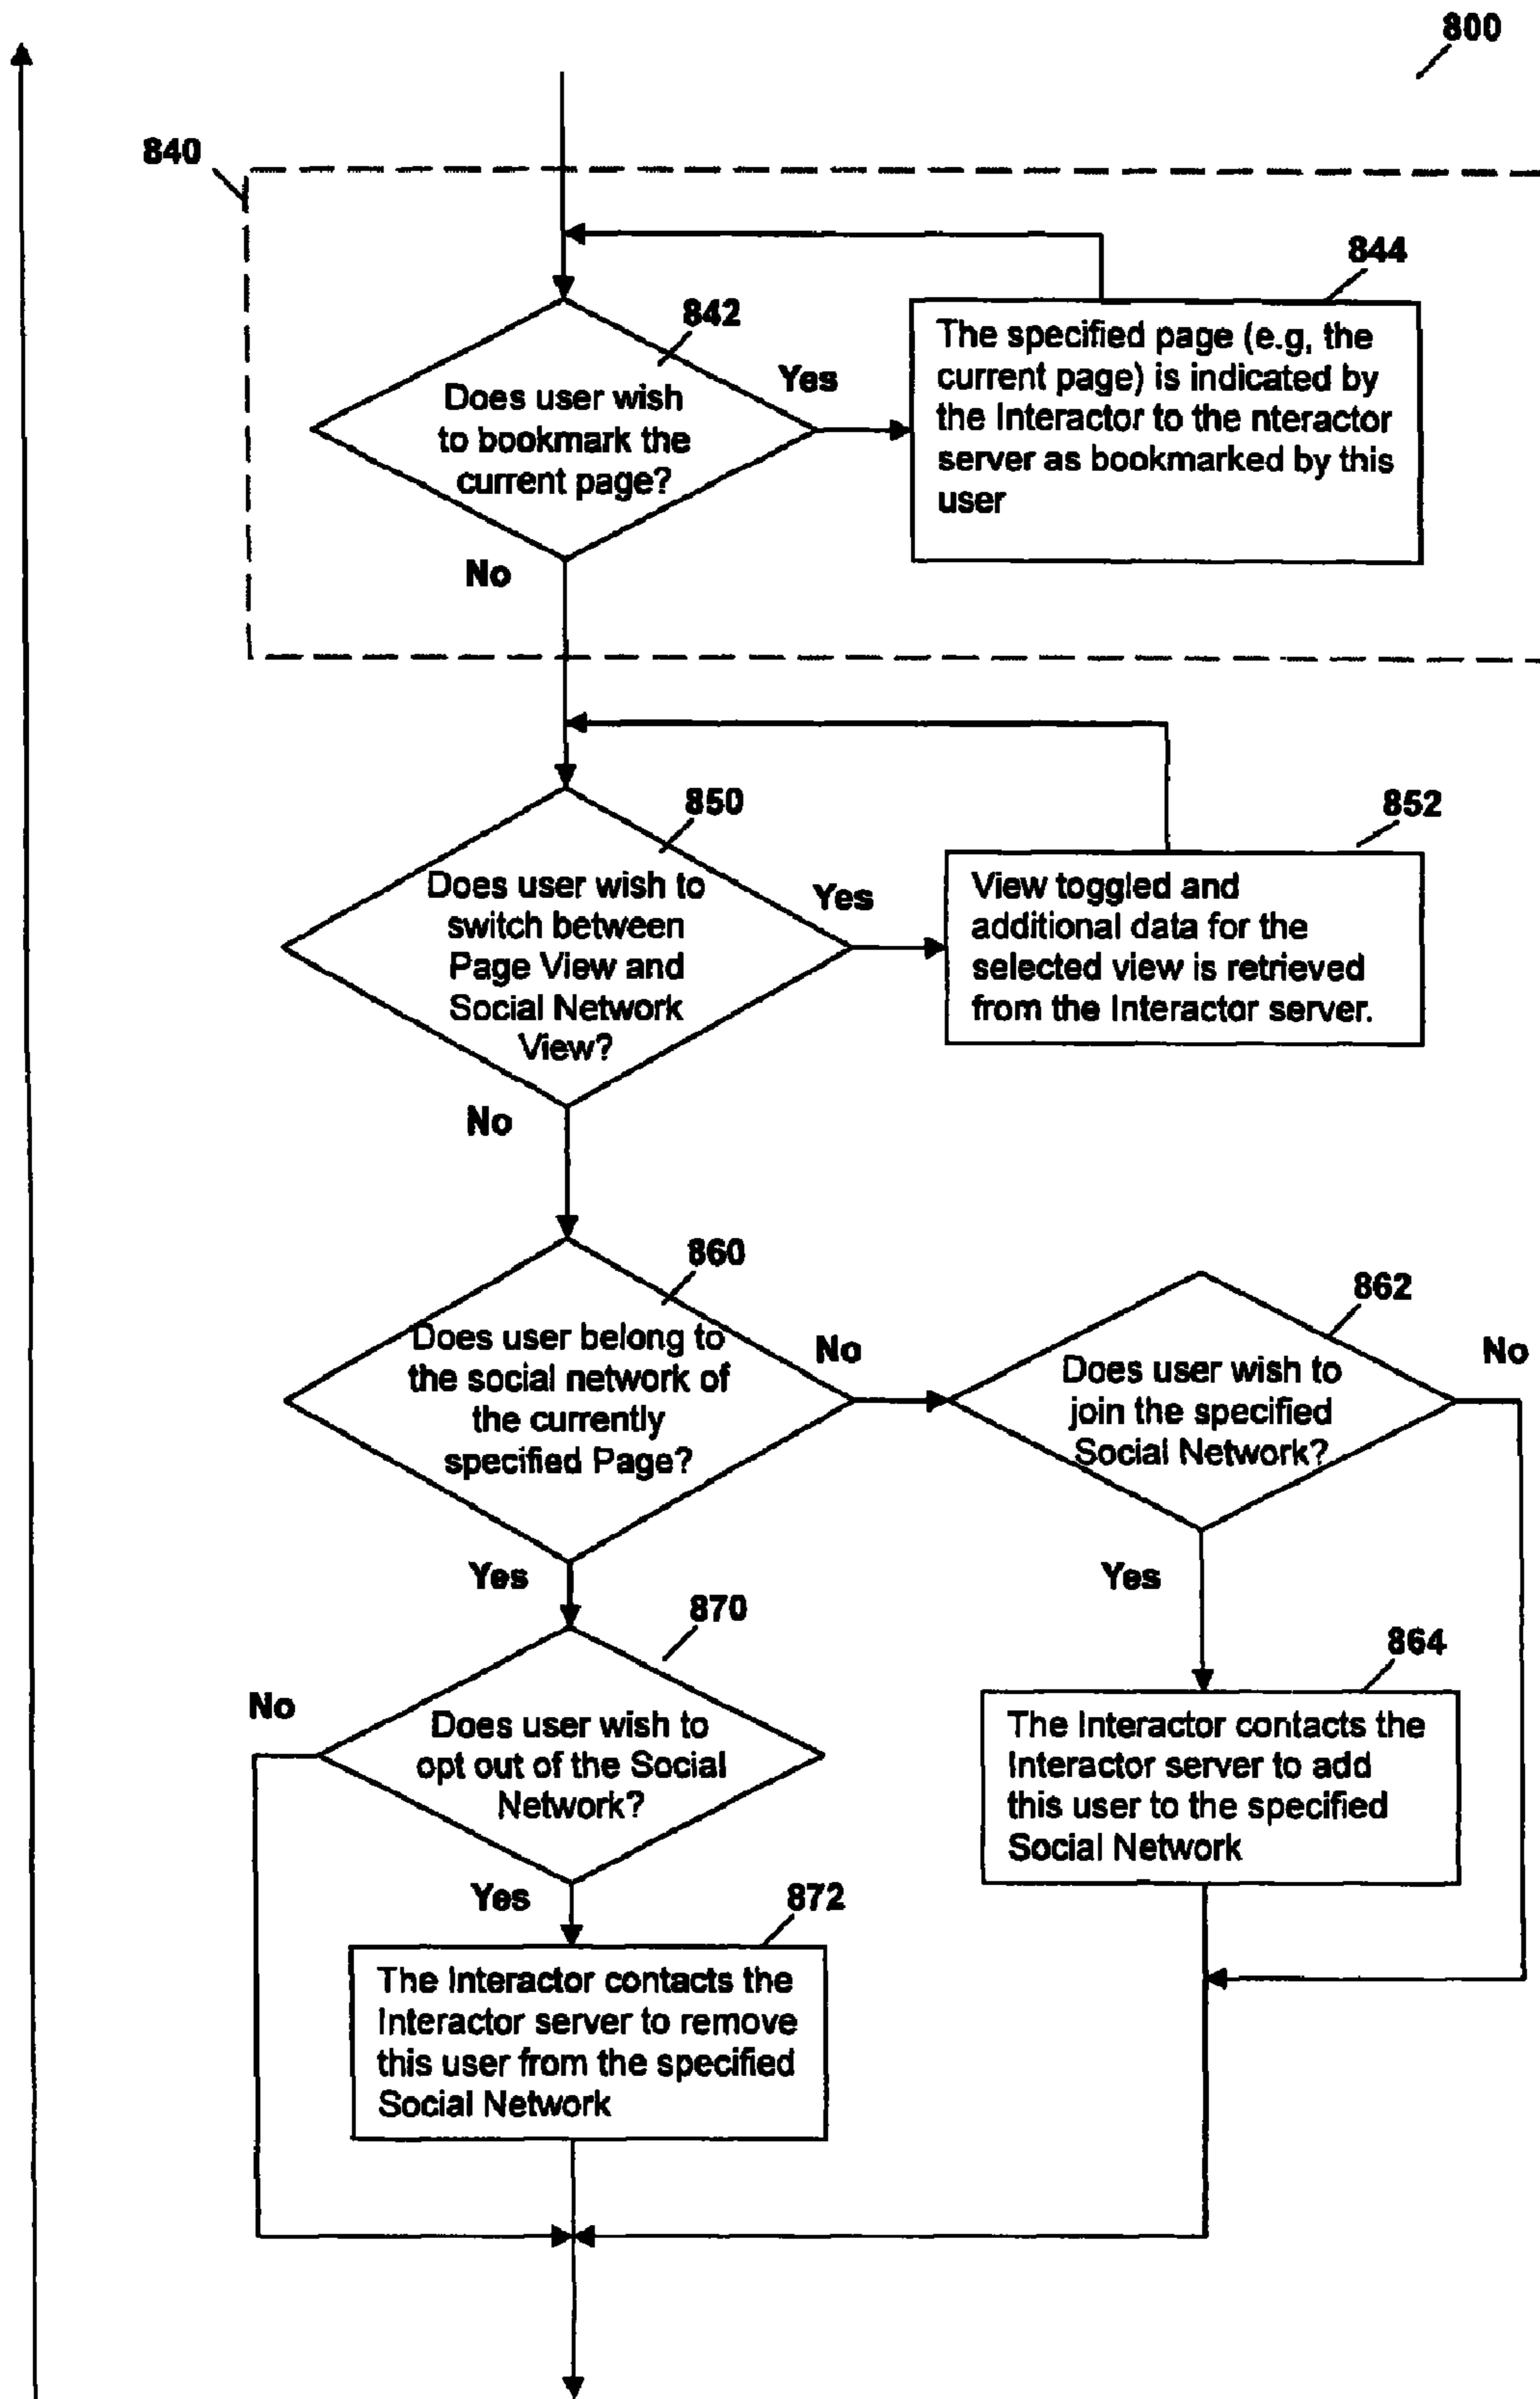 800
840
842
Does user wish
to bookmark the
current page?
Yes
No
844
The specified page (e.g, the
current page) is indicated by
the Interactor to the nteractor
server as bookmarked by this
user
850
Does user wish to
switch between
Page View and
Social Network
View?
Yes
No
852
View toggled and
additional data for the
selected view is retrieved
from the Interactor server.
860
Does user belong to
the social network of
the currently
specified Page?
No
Yes
862
Does user wish to
join the specified
Social Network?
No
Yes
864
The Interactor contacts the
Interactor server to add
this user to the specified
Social Network
870
Does user wish to
opt out of the Social
Network?
No
Yes
872
The Interactor contacts the
Interactor server to remove
this user from the specified
Social Network